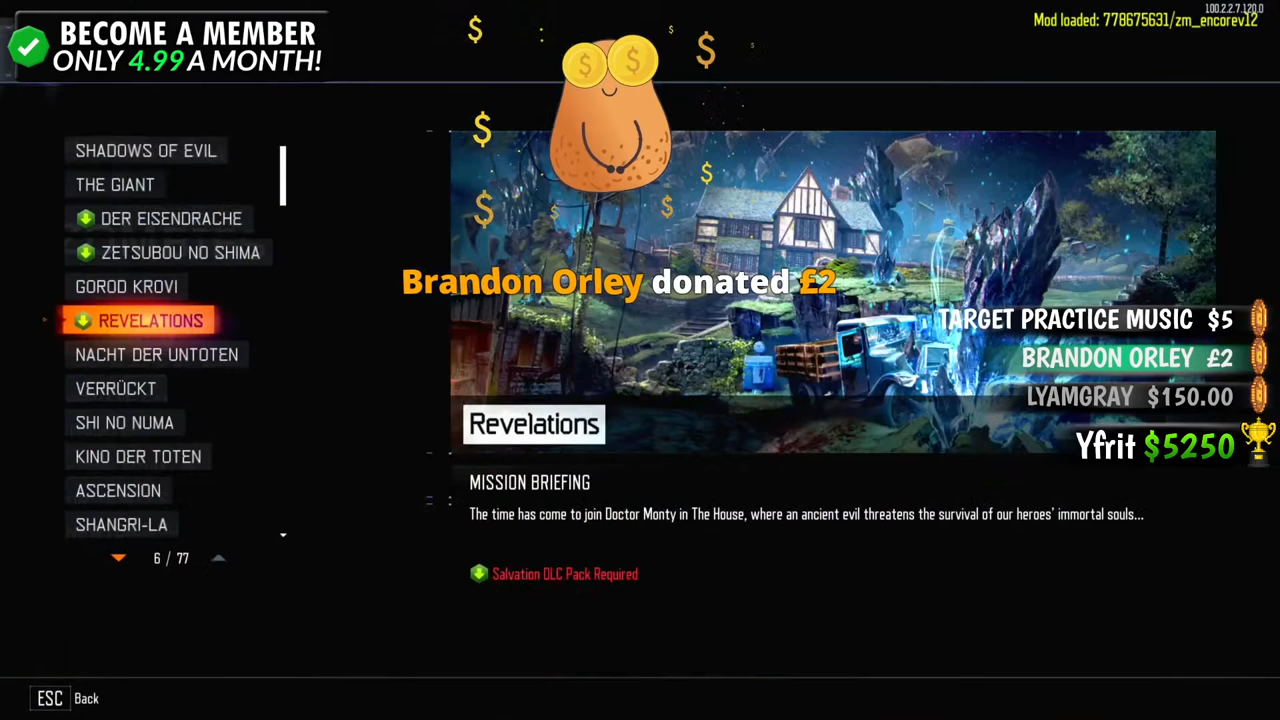 BECOME A MEMBER
ONLY 4.99 A MONTH!
100.2.2.7.120.0
Mod loaded: 778675631/zm_encorev12
SHADOWS OF EVIL
THE GIANT
DER EISENDRACHE
ZETSUBOU NO SHIMA
GOROD KROVI
REVELATIONS
NACHT DER UNTOTEN
VERRÜCKT
SHI NO NUMA
KINO DER TOTEN
ASCENSION
SHANGRI-LA
6 / 77
Brandon Orley donated £2
TARGET PRACTICE MUSIC $5
BRANDON ORLEY £2
LYAMGRAY $150.00
Yfrit $5250
Revelations
MISSION BRIEFING
The time has come to join Doctor Monty in The House, where an ancient evil threatens the survival of our heroes' immortal souls...
Salvation DLC Pack Required
ESC Back